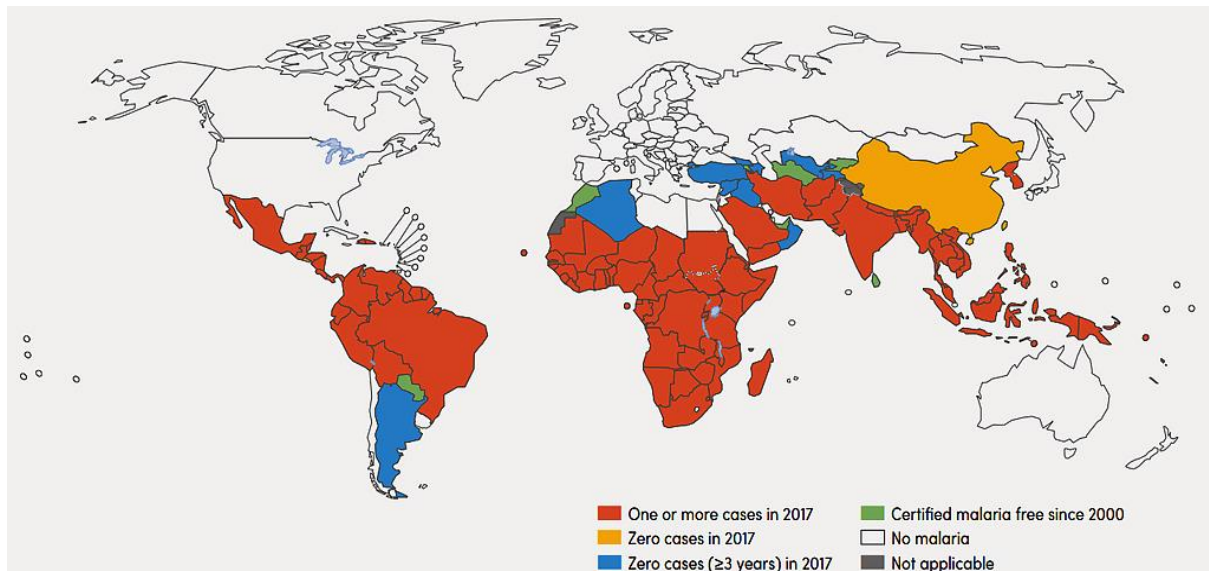 One or more cases in 2017
Zero cases in 2017
Zero cases (≥3 years) in 2017
Certified malaria free since 2000
No malaria
Not applicable